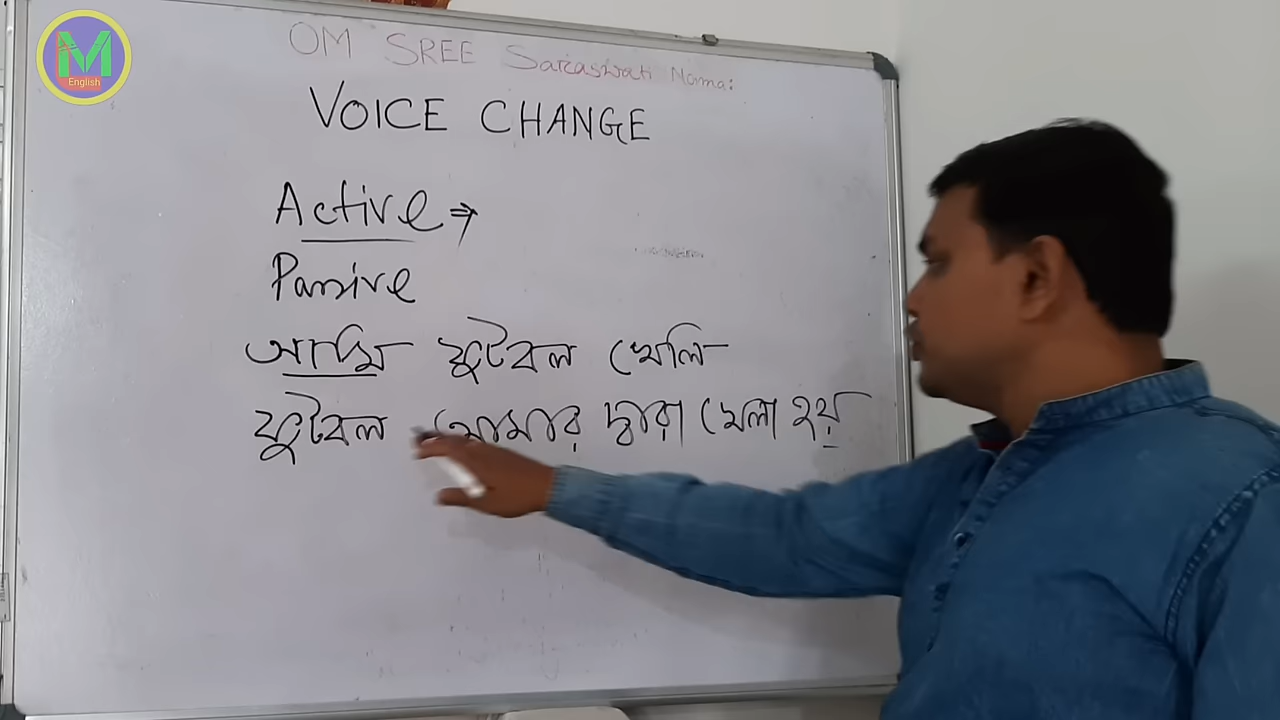 M
English
OM SREE Saraswati Nama:
VOICE CHANGE
Active ⇒
Passive
আমি ফুটবল খেলি
ফুটবল আমার দ্বারা খেলা হয়